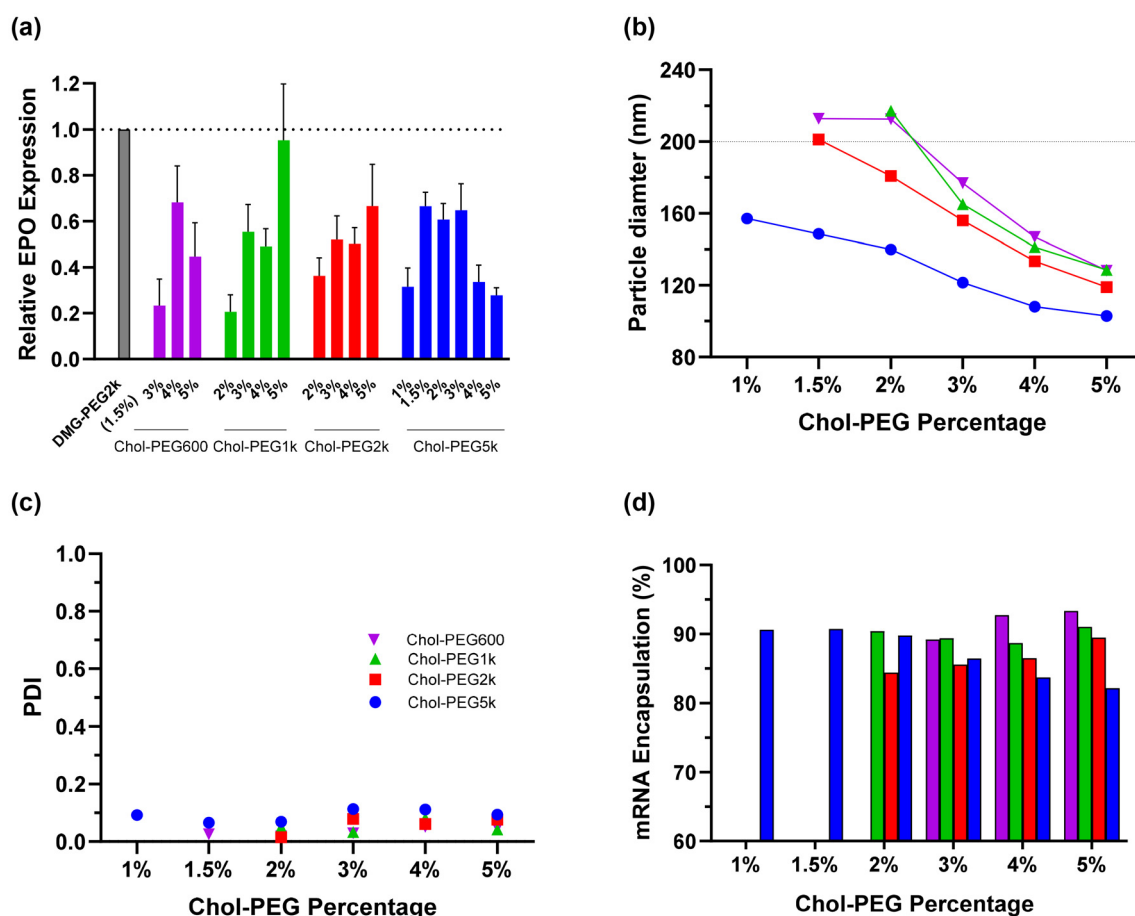 (a)
Relative EPO Expression
1.2
1.0
0.8
0.6
0.4
0.2
0.0
DMG-PEG2k
(1.5%)
3% 4% 5%
2% 3% 4% 5%
2% 3% 4% 5%
1% 1.5% 2% 3% 4% 5%
Chol-PEG600 Chol-PEG1k Chol-PEG2k Chol-PEG5k
(b)
Particle diamter (nm)
240
200
160
120
80
1% 1.5% 2% 3% 4% 5%
Chol-PEG Percentage
(c)
PDI
1.0
0.8
0.6
0.4
0.2
0.0
Chol-PEG600
Chol-PEG1k
Chol-PEG2k
Chol-PEG5k
1% 1.5% 2% 3% 4% 5%
Chol-PEG Percentage
(d)
mRNA Encapsulation (%)
100
90
80
70
60
1% 1.5% 2% 3% 4% 5%
Chol-PEG Percentage